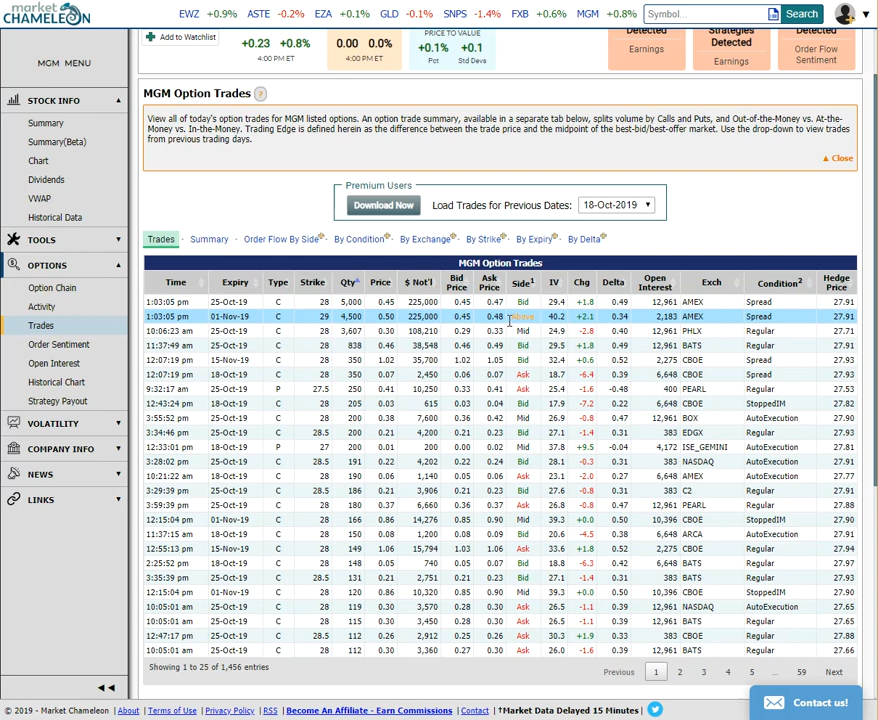 market CHAMELEON
EWZ +0.9% ASTE -0.2% EZA +0.1% GLD -0.1% SNPS -1.4% FXB +0.6% MGM +0.8%
Symbol... Search
Add to Watchlist
+0.23 +0.8%
4:00 PM ET
0.00 0.0%
4:00 PM ET
PRICE TO VALUE
+0.1% +0.1
Pct Std Devs
Detected
Earnings
Strategies
Detected
Earnings
Detected
Order Flow
Sentiment
MGM MENU
STOCK INFO
Summary
Summary(Beta)
Chart
Dividends
VWAP
Historical Data
TOOLS
OPTIONS
Option Chain
Activity
Trades
Order Sentiment
Open Interest
Historical Chart
Strategy Payout
VOLATILITY
COMPANY INFO
NEWS
LINKS
MGM Option Trades ?
View all of today's option trades for MGM listed options. An option trade summary, available in a separate tab below, splits volume by Calls and Puts, and Out-of-the-Money vs. At-the-
Money vs. In-the-Money. Trading Edge is defined herein as the difference between the trade price and the midpoint of the best-bid/best-offer market. Use the drop-down to view trades
from previous trading days.
▲ Close
Premium Users
Download Now Load Trades for Previous Dates: 18-Oct-2019
Trades · Summary · Order Flow By Side · By Condition · By Exchange · By Strike · By Expiry · By Delta
MGM Option Trades
Time Expiry Type Strike Qty Price $ Not'l Bid Price Ask Price Side1 IV Chg Delta Open Interest Exch Condition2 Hedge Price
1:03:05 pm 25-Oct-19 C 28 5,000 0.45 225,000 0.45 0.47 Bid 29.4 +1.8 0.49 12,961 AMEX Spread 27.91
1:03:05 pm 01-Nov-19 C 29 4,500 0.50 225,000 0.45 0.48 Above 40.2 +2.1 0.34 2,183 AMEX Spread 27.91
10:06:23 am 25-Oct-19 C 28 3,607 0.30 108,210 0.29 0.33 Mid 24.9 -2.8 0.40 12,961 PHLX Regular 27.71
11:37:49 am 25-Oct-19 C 28 838 0.46 38,548 0.46 0.49 Bid 29.5 +1.8 0.49 12,961 BATS Regular 27.91
12:07:19 pm 15-Nov-19 C 28 350 1.02 35,700 1.02 1.05 Bid 32.4 +0.6 0.52 2,275 CBOE Spread 27.93
12:07:19 pm 18-Oct-19 C 28 350 0.07 2,450 0.06 0.07 Ask 18.7 -6.4 0.39 6,648 CBOE Spread 27.93
9:32:17 am 25-Oct-19 P 27.5 250 0.41 10,250 0.33 0.41 Ask 25.4 -1.6 -0.48 400 PEARL Regular 27.53
12:43:24 pm 18-Oct-19 C 28 205 0.03 615 0.03 0.04 Bid 17.9 -7.2 0.22 6,648 CBOE StoppedIM 27.82
3:55:52 pm 25-Oct-19 C 28 200 0.38 7,600 0.36 0.42 Mid 26.9 -0.8 0.47 12,961 BOX AutoExecution 27.90
3:34:46 pm 25-Oct-19 C 28.5 200 0.21 4,200 0.21 0.23 Bid 27.1 -1.4 0.31 383 EDGX Regular 27.93
12:33:01 pm 18-Oct-19 P 27 200 0.01 200 0.00 0.02 Mid 37.8 +9.5 -0.04 4,172 ISE_GEMINI AutoExecution 27.81
3:28:02 pm 25-Oct-19 C 28.5 191 0.22 4,202 0.22 0.24 Bid 28.1 -0.3 0.31 383 NASDAQ AutoExecution 27.91
10:21:22 am 18-Oct-19 C 28 190 0.06 1,140 0.05 0.06 Ask 23.1 -2.0 0.27 6,648 AMEX AutoExecution 27.77
3:29:39 pm 25-Oct-19 C 28.5 186 0.21 3,906 0.21 0.23 Bid 27.6 -0.8 0.31 383 C2 Regular 27.91
3:59:39 pm 25-Oct-19 C 28 180 0.37 6,660 0.36 0.37 Ask 26.8 -0.8 0.47 12,961 PEARL Regular 27.88
12:15:04 pm 01-Nov-19 C 28 166 0.86 14,276 0.85 0.90 Mid 39.3 +0.0 0.50 10,396 CBOE StoppedIM 27.90
11:37:15 am 18-Oct-19 C 28 150 0.08 1,200 0.08 0.09 Bid 20.6 -4.5 0.38 6,648 ARCA AutoExecution 27.91
12:55:13 pm 15-Nov-19 C 28 149 1.06 15,794 1.03 1.06 Ask 33.6 +1.8 0.52 2,275 CBOE Regular 27.94
2:25:52 pm 18-Oct-19 C 28 148 0.05 740 0.05 0.07 Bid 18.8 -6.3 0.42 6,648 BATS Regular 27.97
3:35:39 pm 25-Oct-19 C 28.5 131 0.21 2,751 0.21 0.23 Bid 27.1 -1.4 0.31 383 BATS Regular 27.93
12:15:04 pm 01-Nov-19 C 28 120 0.86 10,320 0.85 0.90 Mid 39.3 +0.0 0.50 10,396 CBOE StoppedIM 27.90
10:05:01 am 25-Oct-19 C 28 119 0.30 3,570 0.28 0.30 Ask 26.5 -1.1 0.39 12,961 NASDAQ AutoExecution 27.65
10:05:01 am 25-Oct-19 C 28 115 0.30 3,450 0.28 0.30 Ask 26.5 -1.1 0.39 12,961 BATS Regular 27.65
12:47:17 pm 25-Oct-19 C 28.5 112 0.26 2,912 0.25 0.26 Ask 30.3 +1.9 0.33 383 CBOE Regular 27.88
10:05:01 am 25-Oct-19 C 28 112 0.30 3,360 0.27 0.30 Ask 26.0 -1.6 0.39 12,961 BATS Regular 27.66
Showing 1 to 25 of 1,456 entries
Previous 1 2 3 4 5 ... 59 Next
Contact us!
© 2019 - Market Chameleon | About | Terms of Use | Privacy Policy | RSS | Become An Affiliate - Earn Commissions | Contact | †Market Data Delayed 15 Minutes |